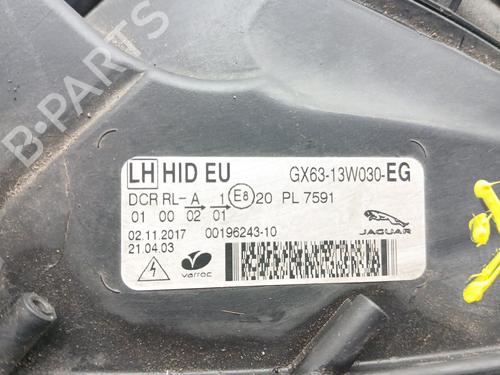 B-PARTS
LH HID EU GX63-13W030-EG
DCR RL-A 1 E8 20 PL 7591
01 00 02 01
02.11.2017 00196243-10
21.04.03
varroc
JAGUAR